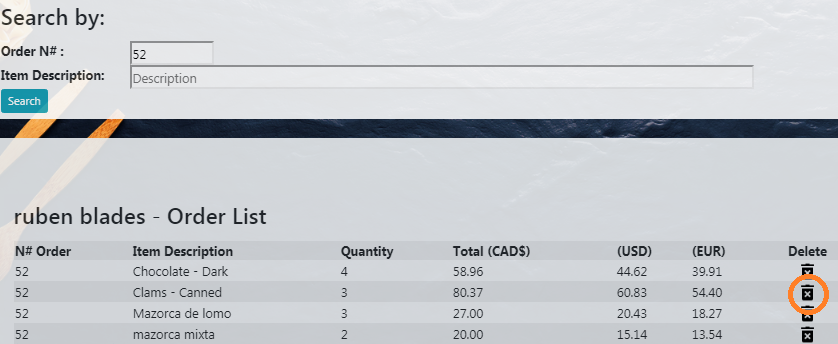 Search by:
Order N# : 52
Item Description: Description
Search
ruben blades - Order List
N# Order Item Description Quantity Total (CAD$) (USD) (EUR) Delete
52 Chocolate - Dark 4 58.96 44.62 39.91
52 Clams - Canned 3 80.37 60.83 54.40
52 Mazorca de lomo 3 27.00 20.43 18.27
52 mazorca mixta 2 20.00 15.14 13.54